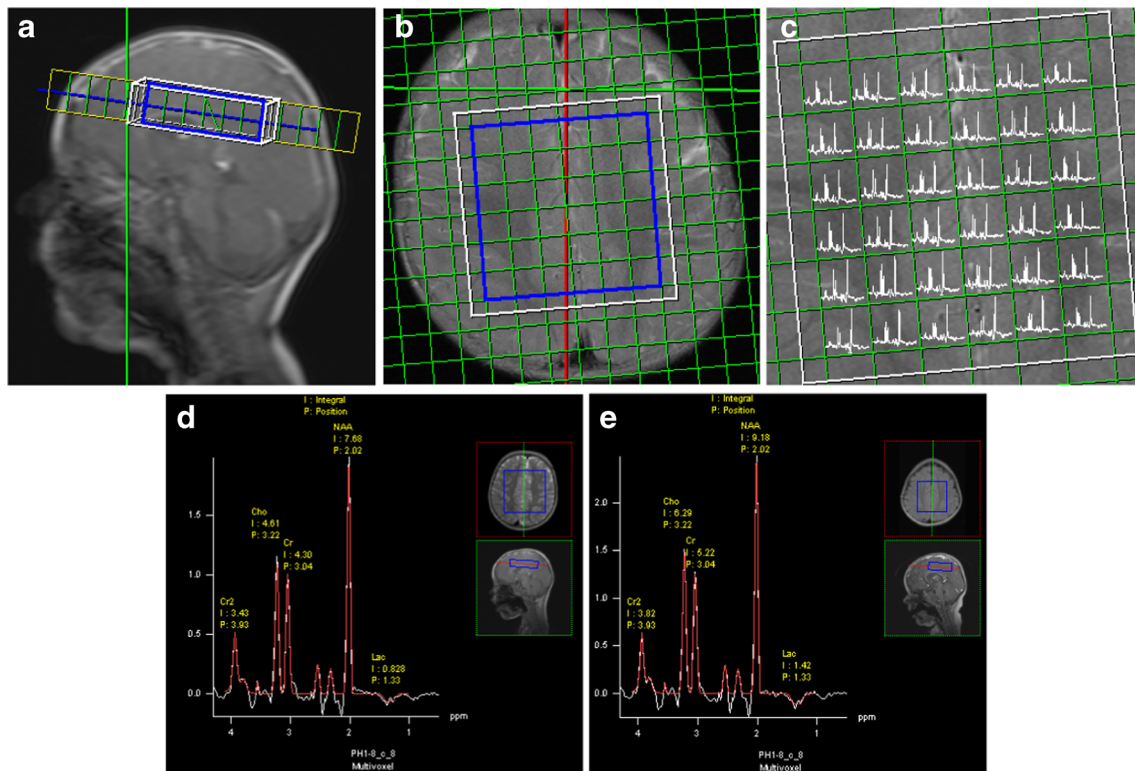 a
b
c
d
I : Integral
P: Position
NAA
I : 7.68
P : 2.02
Cho
I : 4.61
P : 3.22
Cr
I : 4.30
P : 3.04
Cr2
I : 3.43
P : 3.93
Lac
I : 0.828
P : 1.33
1.5
1.0
0.5
0.0
ppm
4
3
2
1
PH1-8_c_8
Multivoxel
e
I : Integral
P: Position
NAA
I : 9.18
P : 2.02
Cho
I : 6.29
P : 3.22
Cr
I : 5.22
P : 3.04
Cr2
I : 3.82
P : 3.93
Lac
I : 1.42
P : 1.33
2.0
1.5
1.0
0.5
0.0
ppm
4
3
2
1
PH1-8_c_8
Multivoxel